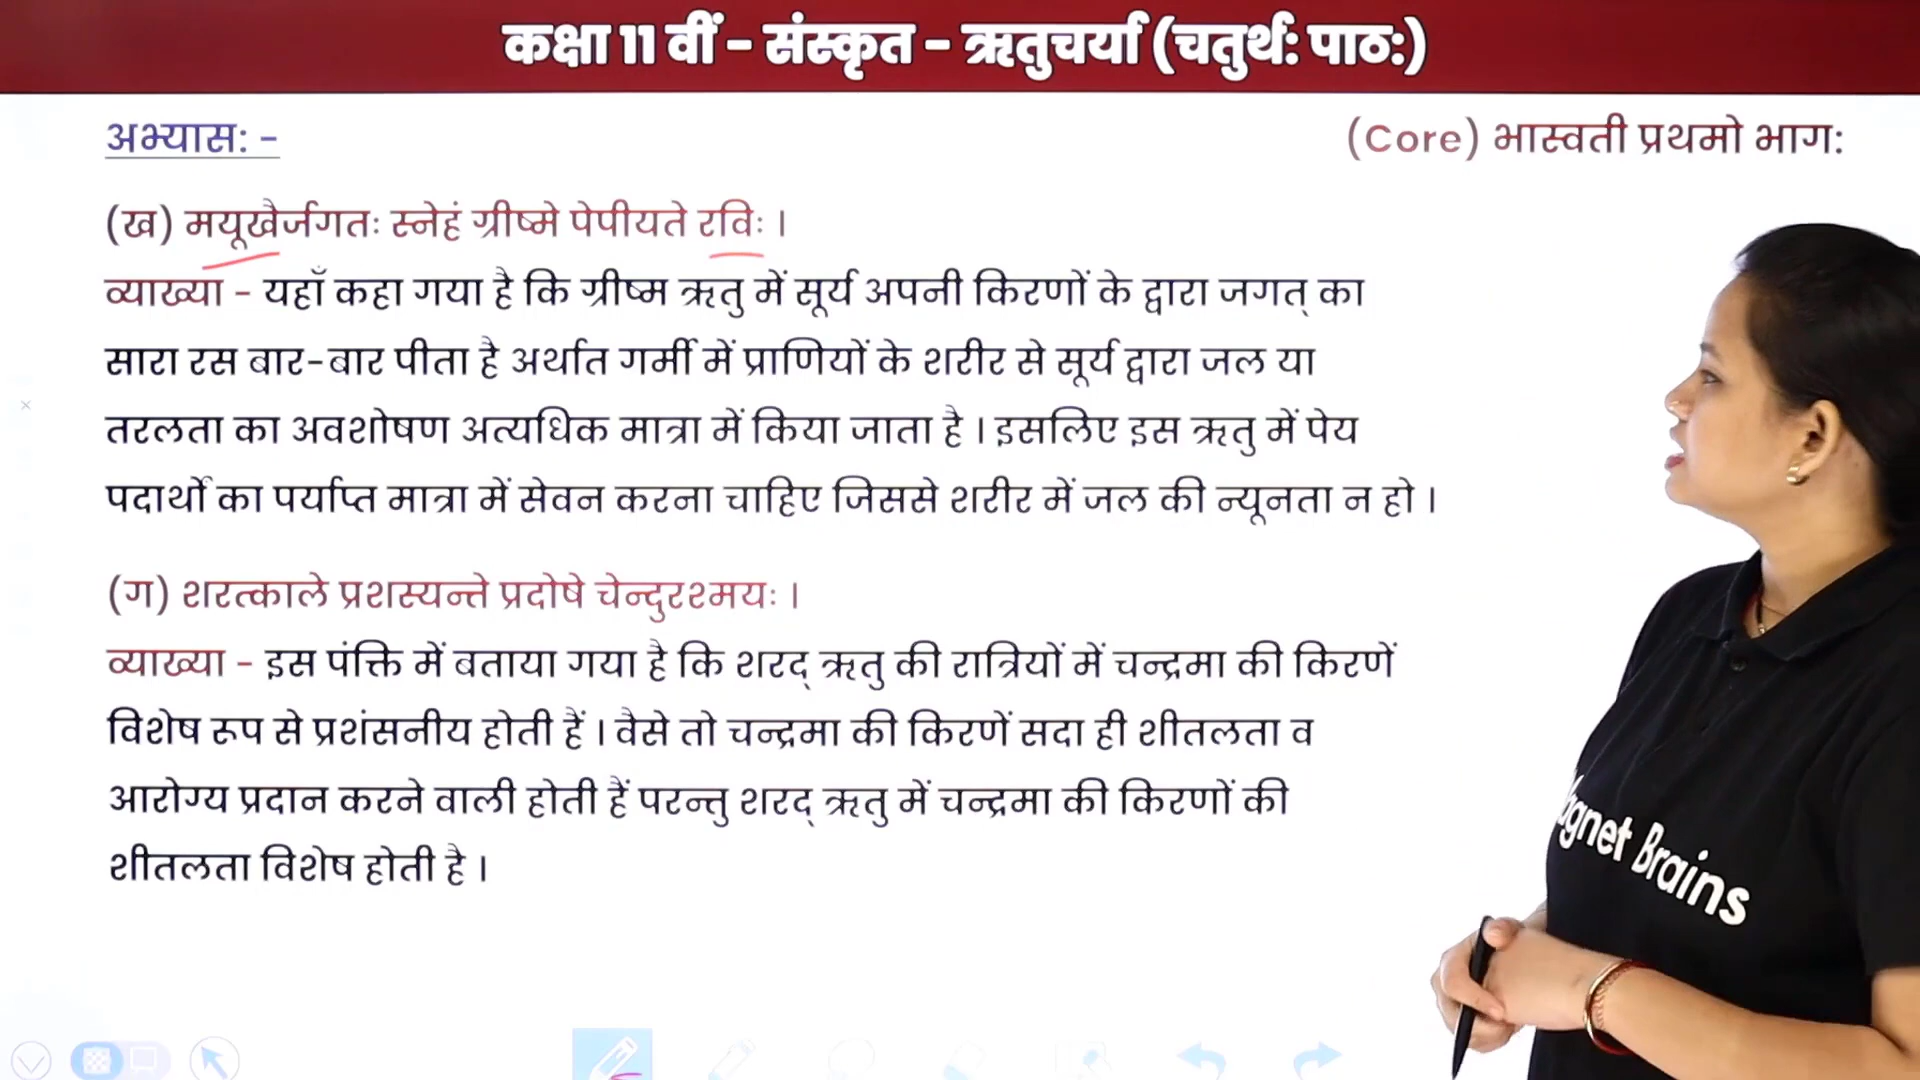 कक्षा 11 वीं - संस्कृत - ऋतुचर्या (चतुर्थ: पाठ:)
अभ्यास: -
(Core) भास्वती प्रथमो भाग:
(ख) मयूखैर्जगतः स्नेहं ग्रीष्मे पेपीयते रविः ।
व्याख्या - यहाँ कहा गया है कि ग्रीष्म ऋतु में सूर्य अपनी किरणों के द्वारा जगत् का
सारा रस बार-बार पीता है अर्थात गर्मी में प्राणियों के शरीर से सूर्य द्वारा जल या
तरलता का अवशोषण अत्यधिक मात्रा में किया जाता है । इसलिए इस ऋतु में पेय
पदार्थों का पर्याप्त मात्रा में सेवन करना चाहिए जिससे शरीर में जल की न्यूनता न हो ।
(ग) शरत्काले प्रशस्यन्ते प्रदोषे चेन्दुरश्मयः ।
व्याख्या - इस पंक्ति में बताया गया है कि शरद् ऋतु की रात्रियों में चन्द्रमा की किरणें
विशेष रूप से प्रशंसनीय होती हैं । वैसे तो चन्द्रमा की किरणें सदा ही शीतलता व
आरोग्य प्रदान करने वाली होती हैं परन्तु शरद् ऋतु में चन्द्रमा की किरणों की
शीतलता विशेष होती है ।
Brains